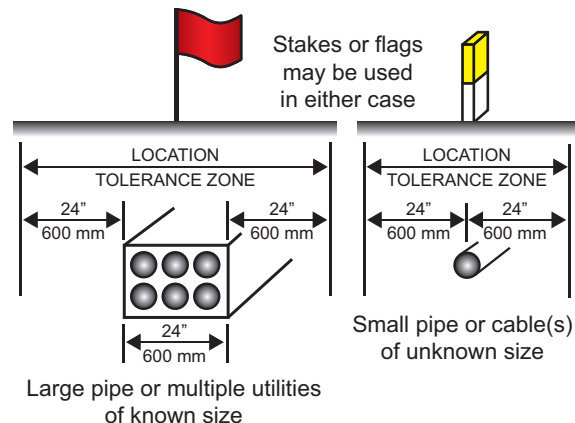 Stakes or flags
may be used
in either case
LOCATION
TOLERANCE ZONE
24”
600 mm
24”
600 mm
24”
600 mm
Large pipe or multiple utilities
of known size
LOCATION
TOLERANCE ZONE
24”
600 mm
24”
600 mm
Small pipe or cable(s)
of unknown size